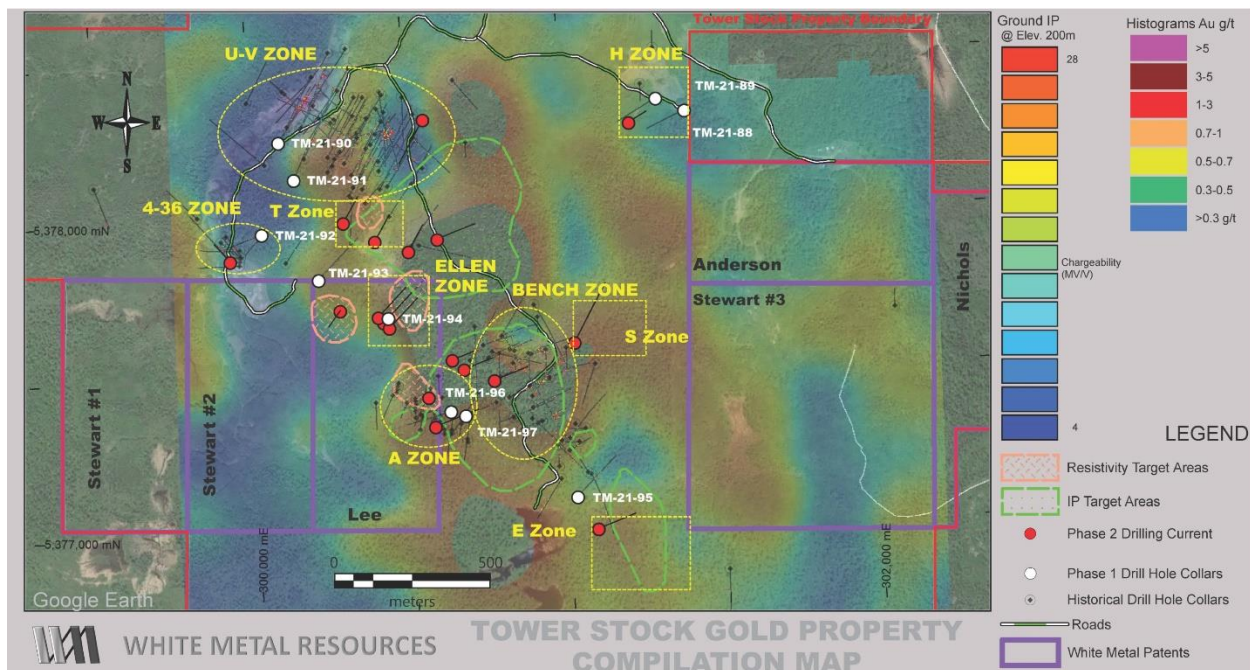 Tower Stock Property Boundary
U-V ZONE
H ZONE
TM-21-89
TM-21-88
N
W
E
S
TM-21-90
TM-21-91
4-36 ZONE
T Zone
TM-21-92
5,378,000 mN
TM-21-93
ELLEN
ZONE
Anderson
BENCH ZONE
Stewart #3
Nichols
TM-21-94
S Zone
TM-21-96
TM-21-97
Stewart #1
Stewart #2
A ZONE
TM-21-95
Lee
E Zone
5,377,000 mN
300,000 mE
302,000 mE
0
500
meters
Google Earth
WM WHITE METAL RESOURCES
TOWER STOCK GOLD PROPERTY
COMPILATION MAP
Ground IP
@ Elev. 200m
28
Chargeability
(MV/V)
4
Histograms Au g/t
>5
3-5
1-3
0.7-1
0.5-0.7
0.3-0.5
>0.3 g/t
LEGEND
Resistivity Target Areas
IP Target Areas
Phase 2 Drilling Current
Phase 1 Drill Hole Collars
Historical Drill Hole Collars
Roads
White Metal Patents